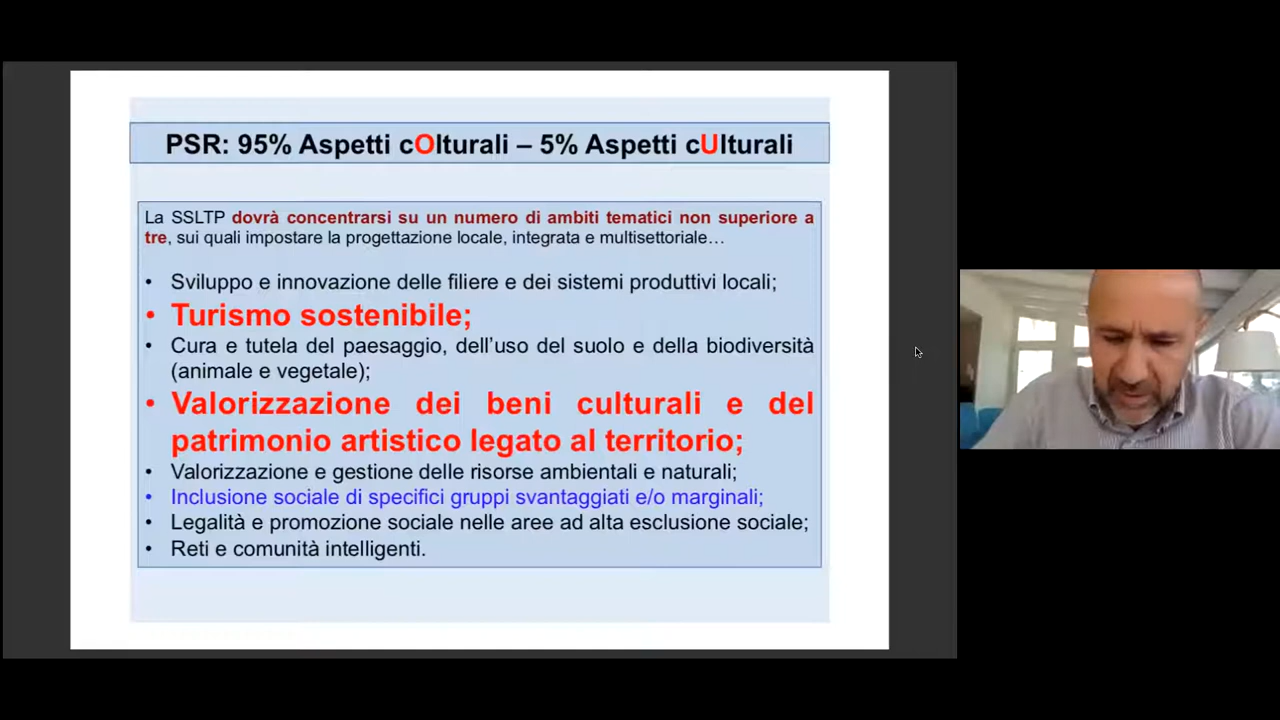 PSR: 95% Aspetti cOlturali – 5% Aspetti cUlturali
La SSLTP dovrà concentrarsi su un numero di ambiti tematici non superiore a
tre, sui quali impostare la progettazione locale, integrata e multisettoriale…
• Sviluppo e innovazione delle filiere e dei sistemi produttivi locali;
• Turismo sostenibile;
• Cura e tutela del paesaggio, dell’uso del suolo e della biodiversità
(animale e vegetale);
• Valorizzazione dei beni culturali e del
patrimonio artistico legato al territorio;
• Valorizzazione e gestione delle risorse ambientali e naturali;
• Inclusione sociale di specifici gruppi svantaggiati e/o marginali;
• Legalità e promozione sociale nelle aree ad alta esclusione sociale;
• Reti e comunità intelligenti.